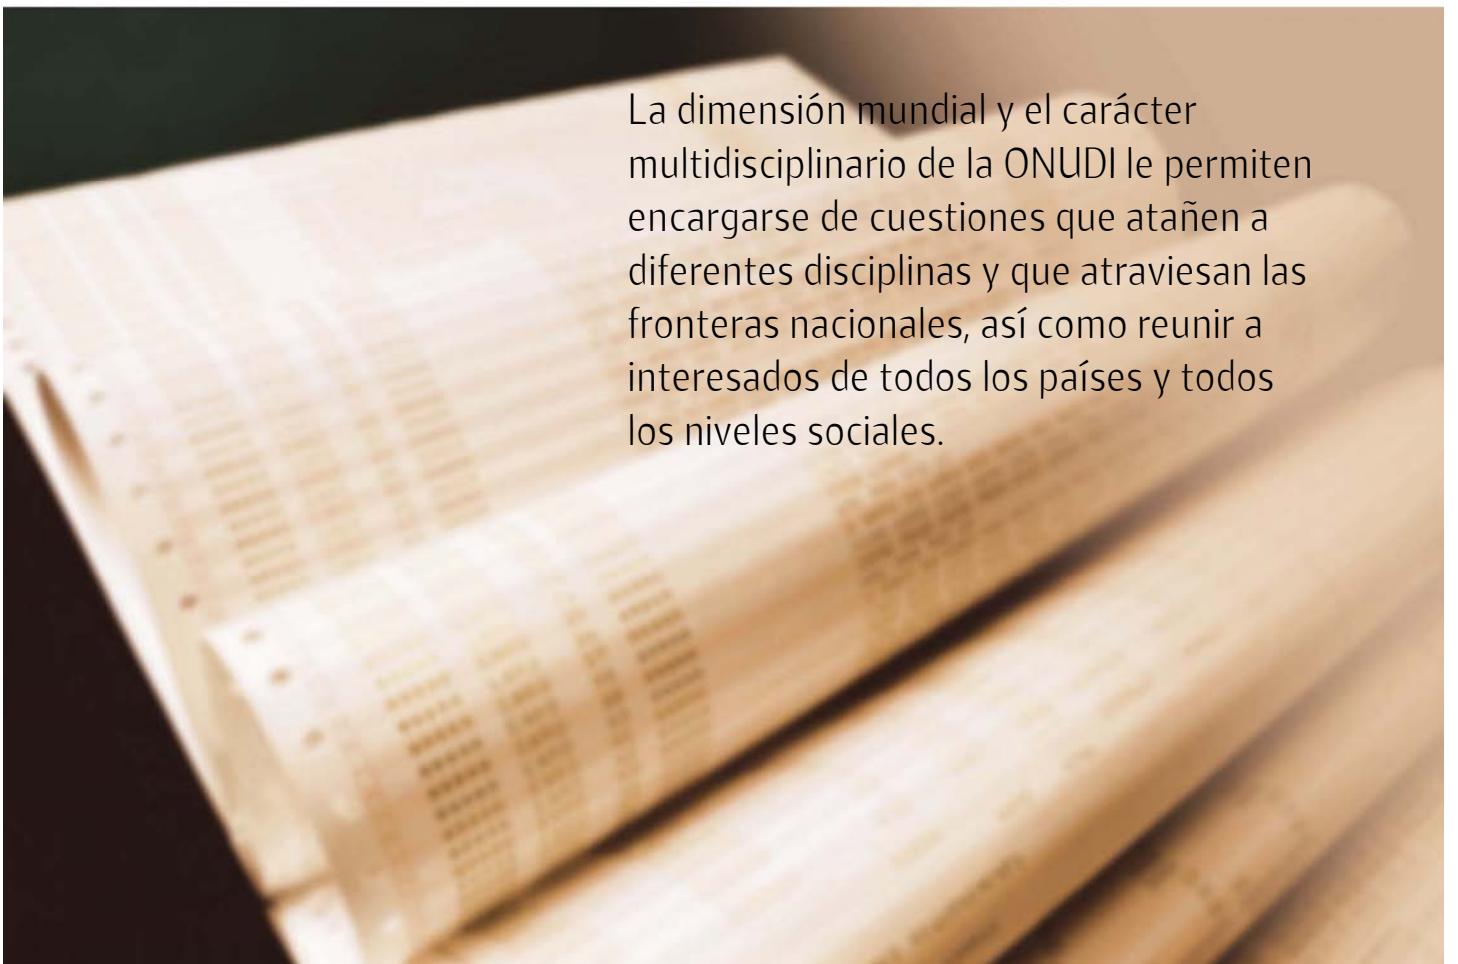 La dimensión mundial y el carácter
multidisciplinario de la ONUDI le permiten
encargarse de cuestiones que atañen a
diferentes disciplinas y que atraviesan las
fronteras nacionales, así como reunir a
interesados de todos los países y todos
los niveles sociales.